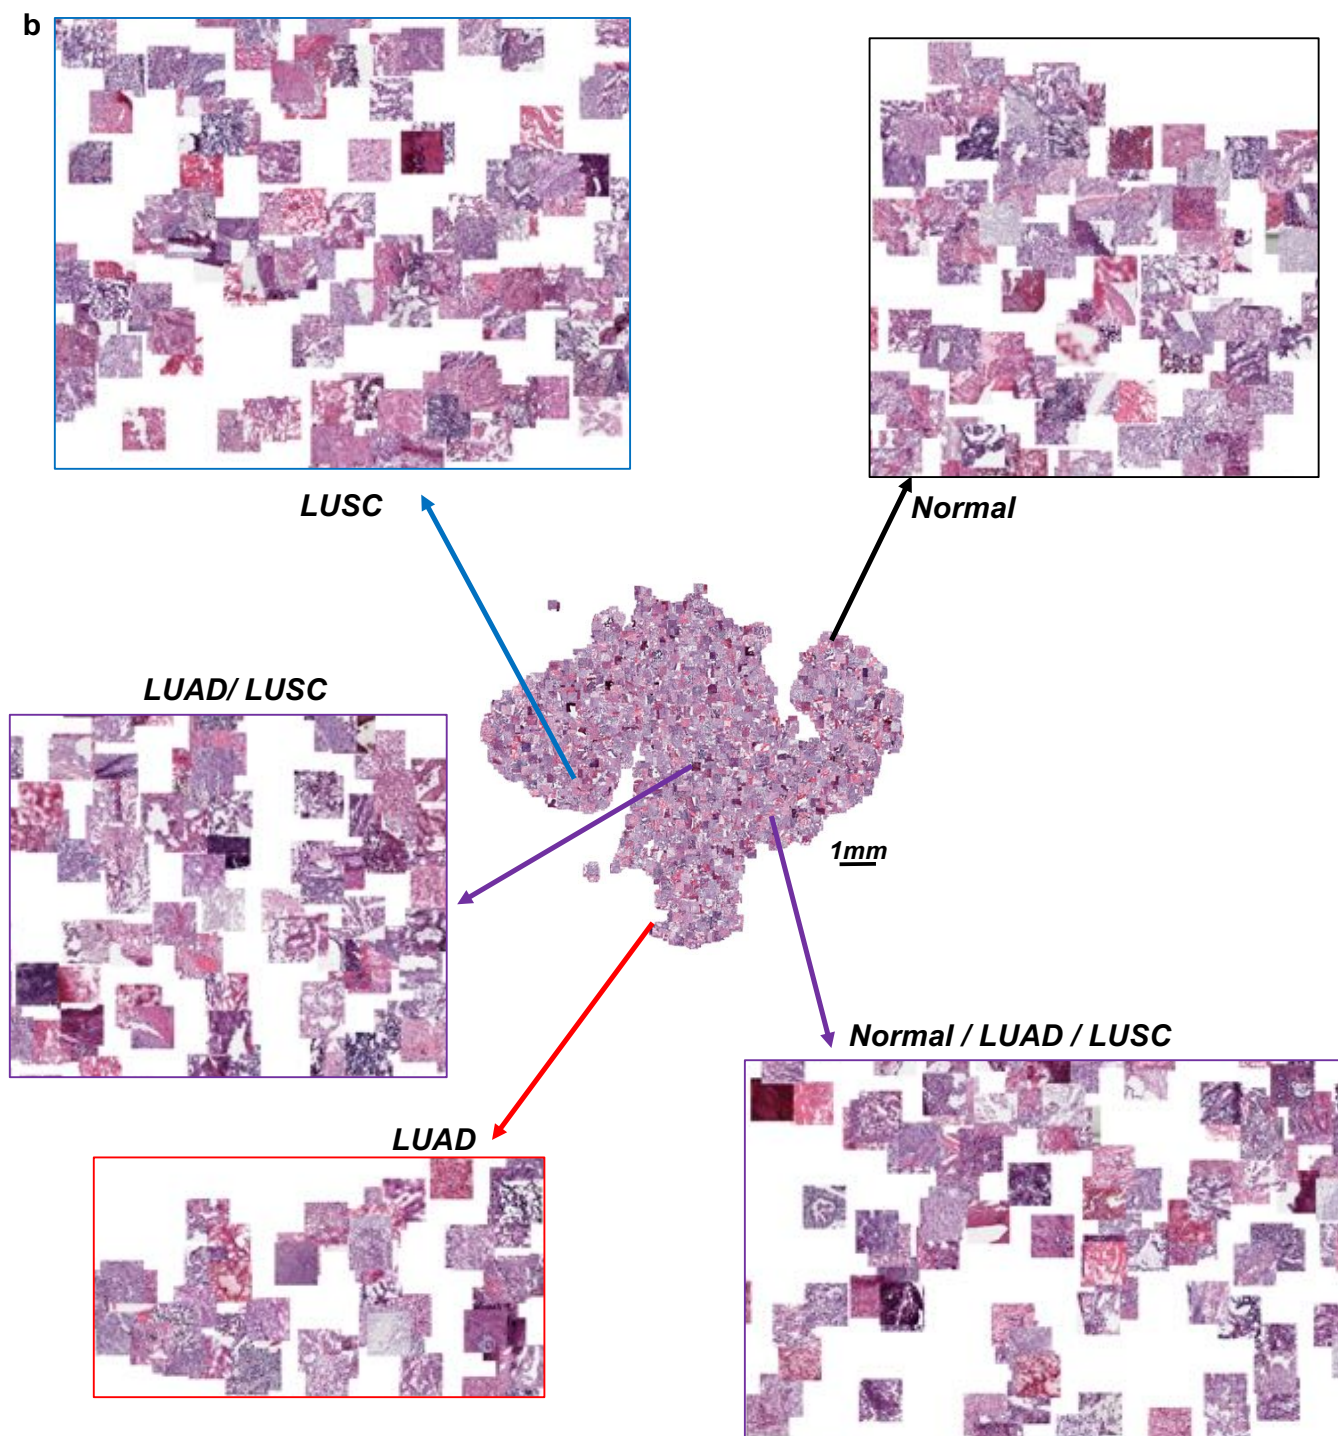 b
LUSC
Normal
LUAD/ LUSC
1mm
Normal / LUAD / LUSC
LUAD